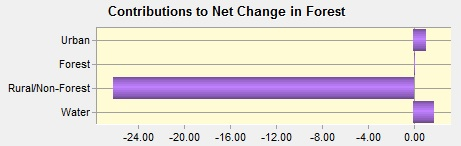 Contributions to Net Change in Forest
Urban
Forest
Rural/Non-Forest
Water
-24.00 -20.00 -16.00 -12.00 -8.00 -4.00 0.00